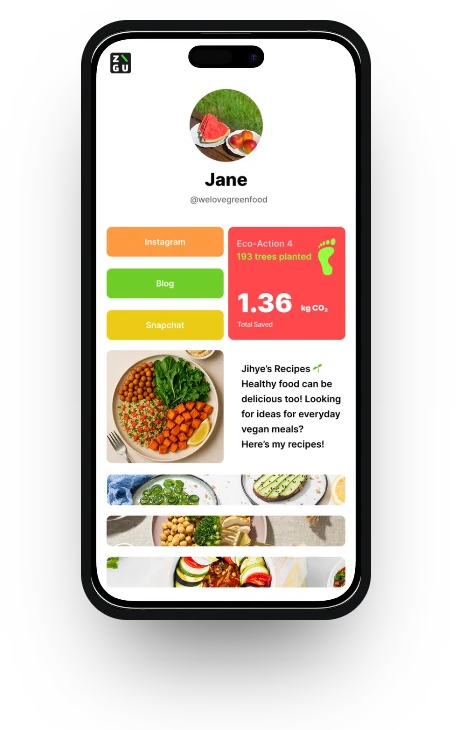 Z\
GU
Jane
@welovegreenfood
Instagram
Blog
Snapchat
Eco-Action 4
193 trees planted
1.36 kg CO₂
Total Saved
Jihye's Recipes 🌱
Healthy food can be
delicious too! Looking
for ideas for everyday
vegan meals?
Here's my recipes!